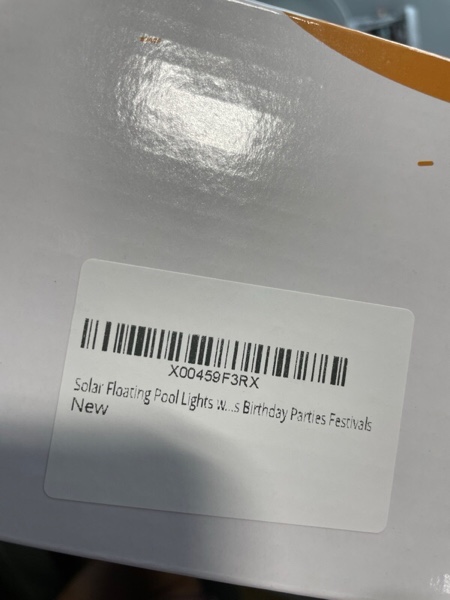 X00459F3RX
Solar Floating Pool Lights w...s Birthday Parties Festivals
New